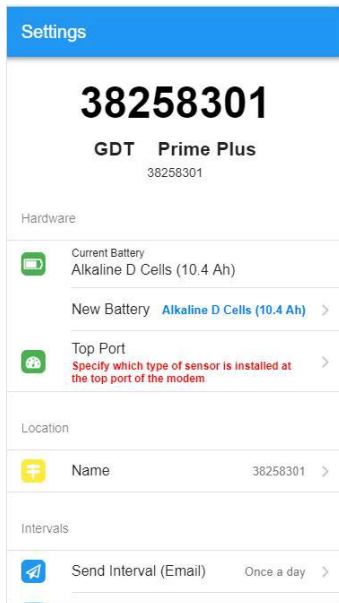 Settings
38258301
GDT Prime Plus
38258301
Hardware
Current Battery
Alkaline D Cells (10.4 Ah)
New Battery Alkaline D Cells (10.4 Ah)
Top Port
Specify which type of sensor is installed at
the top port of the modem
Location
Name 38258301
Intervals
Send Interval (Email) Once a day